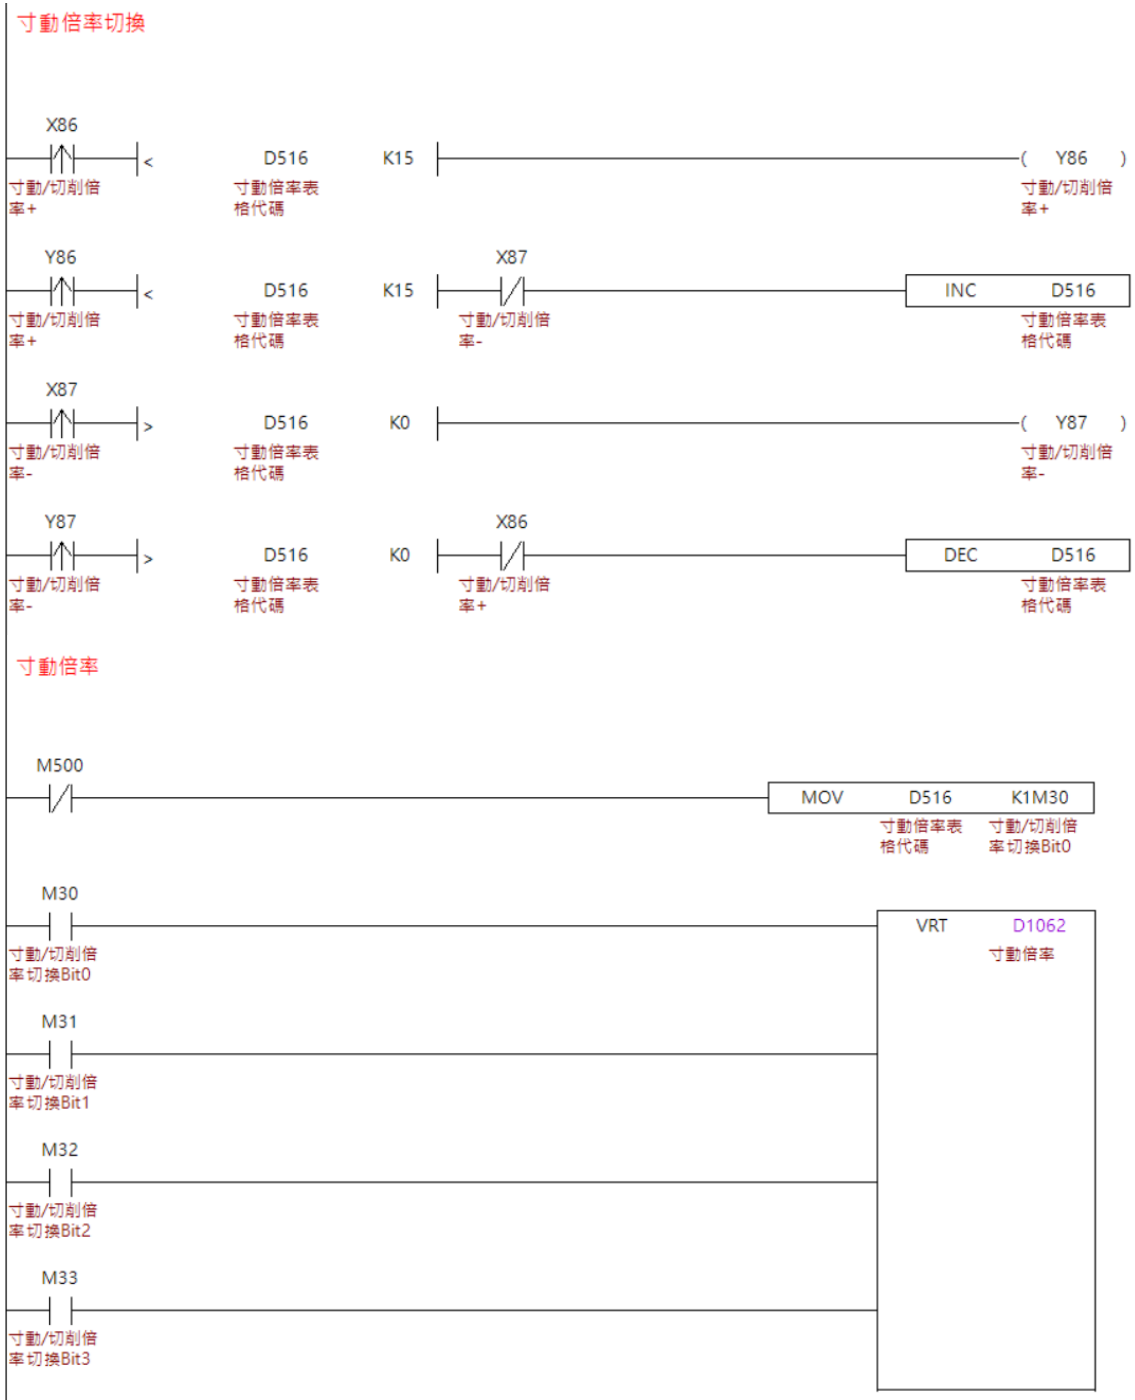 寸動倍率切換
X86
< D516 K15 ( Y86 )
寸動/切削倍 寸動倍率表 寸動/切削倍
率+ 格代碼 率+
Y86 X87
< D516 K15 INC D516
寸動/切削倍 寸動倍率表 寸動/切削倍 寸動倍率表
率+ 格代碼 率- 格代碼
X87
> D516 K0 ( Y87 )
寸動/切削倍 寸動倍率表 寸動/切削倍
率- 格代碼 率-
Y87 X86
> D516 K0 DEC D516
寸動/切削倍 寸動倍率表 寸動/切削倍 寸動倍率表
率- 格代碼 率+ 格代碼
寸動倍率
M500
MOV D516 K1M30
寸動倍率表 寸動/切削倍
格代碼 率切換Bit0
M30
VRT D1062
寸動/切削倍 寸動倍率
率切換Bit0
M31
寸動/切削倍
率切換Bit1
M32
寸動/切削倍
率切換Bit2
M33
寸動/切削倍
率切換Bit3